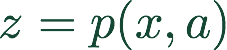 z = p(x, a)